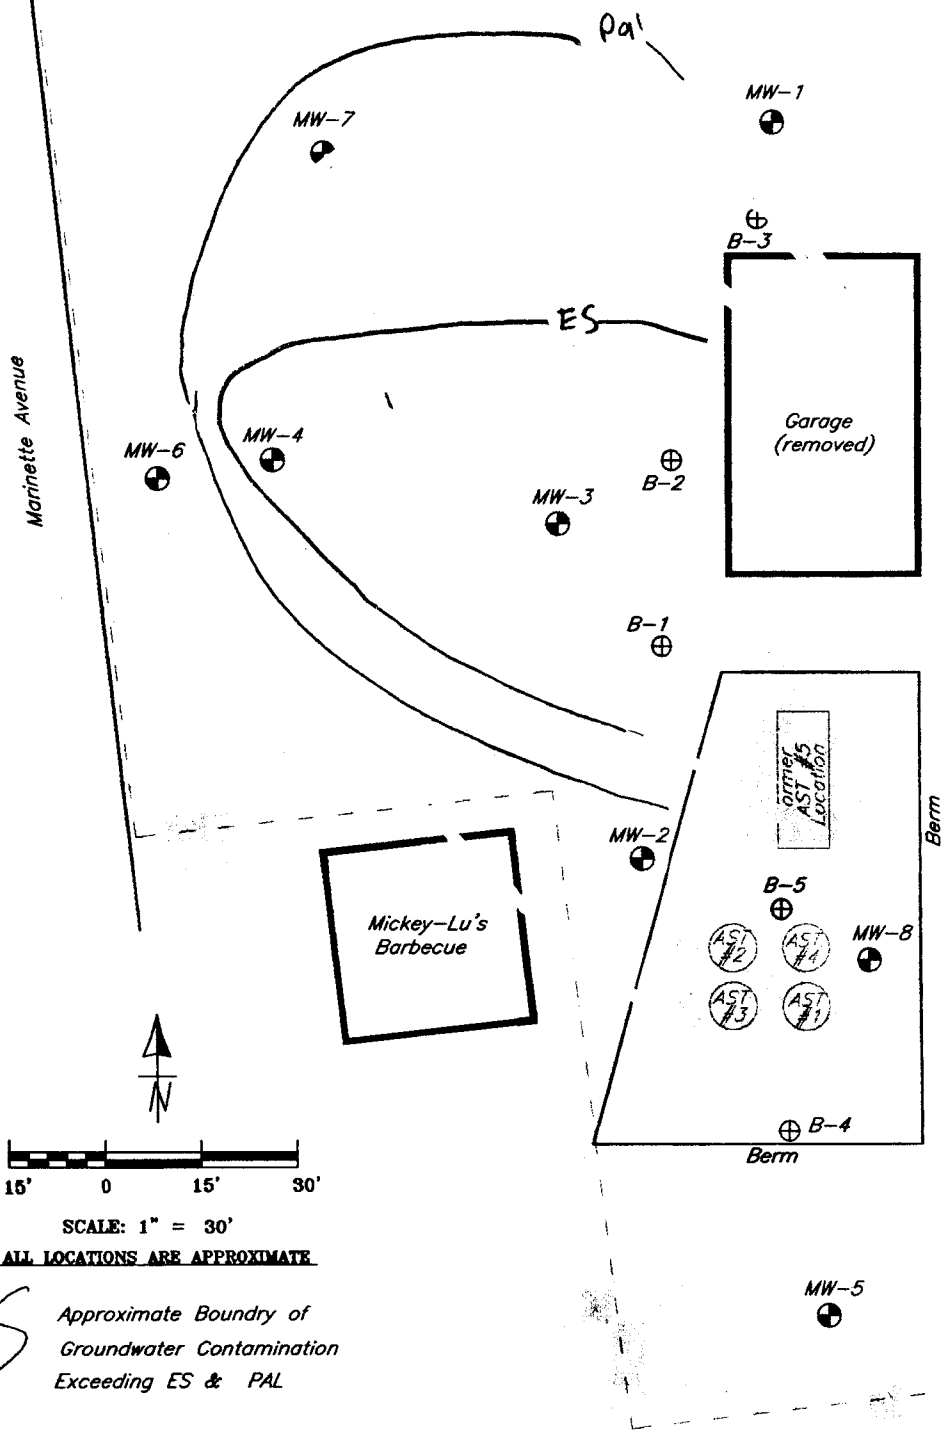 Pal
MW-1
MW-7
B-3
ES
Marinette Avenue
Garage
(removed)
MW-4
MW-6
B-2
MW-3
B-1
AST #5
Location
Berm
MW-2
B-5
Mickey-Lu's
Barbecue
AST
#2
AST
#4
MW-8
AST
#3
AST
#1
N
B-4
Berm
15' 0 15' 30'
SCALE: 1" = 30'
ALL LOCATIONS ARE APPROXIMATE
MW-5
Approximate Boundry of
Groundwater Contamination
Exceeding ES & PAL